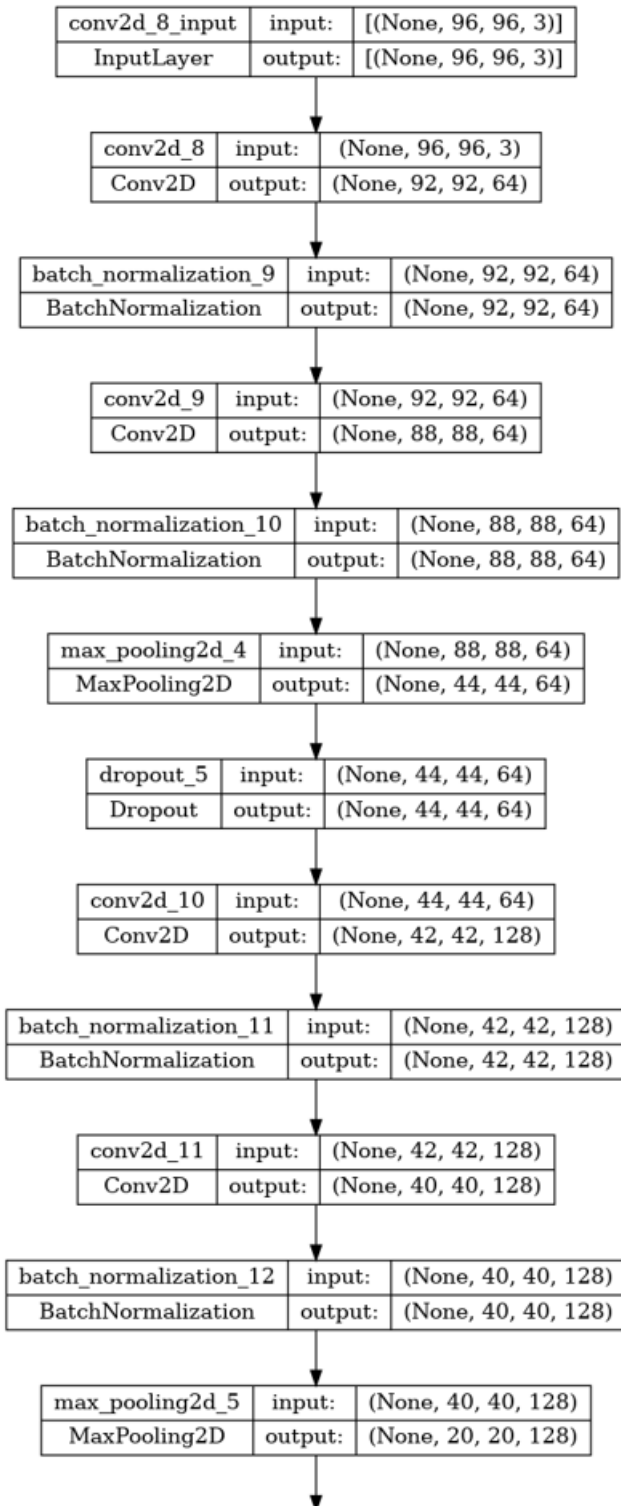 conv2d_8_input input: [(None, 96, 96, 3)]
InputLayer output: [(None, 96, 96, 3)]
conv2d_8 input: (None, 96, 96, 3)
Conv2D output: (None, 92, 92, 64)
batch_normalization_9 input: (None, 92, 92, 64)
BatchNormalization output: (None, 92, 92, 64)
conv2d_9 input: (None, 92, 92, 64)
Conv2D output: (None, 88, 88, 64)
batch_normalization_10 input: (None, 88, 88, 64)
BatchNormalization output: (None, 88, 88, 64)
max_pooling2d_4 input: (None, 88, 88, 64)
MaxPooling2D output: (None, 44, 44, 64)
dropout_5 input: (None, 44, 44, 64)
Dropout output: (None, 44, 44, 64)
conv2d_10 input: (None, 44, 44, 64)
Conv2D output: (None, 42, 42, 128)
batch_normalization_11 input: (None, 42, 42, 128)
BatchNormalization output: (None, 42, 42, 128)
conv2d_11 input: (None, 42, 42, 128)
Conv2D output: (None, 40, 40, 128)
batch_normalization_12 input: (None, 40, 40, 128)
BatchNormalization output: (None, 40, 40, 128)
max_pooling2d_5 input: (None, 40, 40, 128)
MaxPooling2D output: (None, 20, 20, 128)